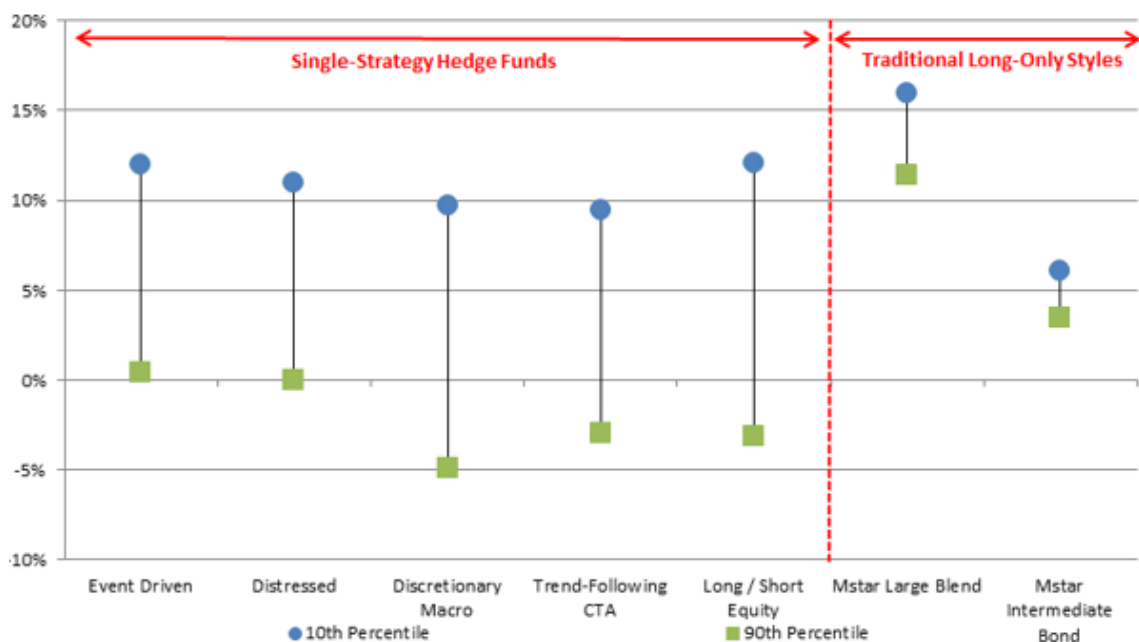 20%
Single-Strategy Hedge Funds
Traditional Long-Only Styles
15%
10%
5%
0%
-5%
-10%
Event Driven
Distressed
Discretionary
Macro
Trend-Following
CTA
Long / Short
Equity
Mstar Large Blend
Mstar
Intermediate
Bond
10th Percentile
90th Percentile